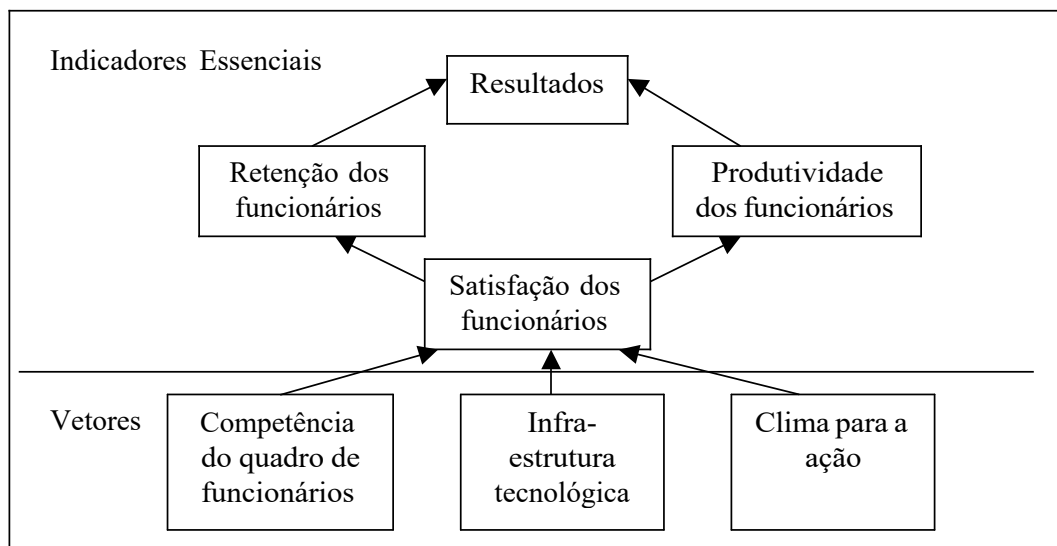 Indicadores Essenciais
Resultados
Retenção dos
funcionários
Produtividade
dos funcionários
Satisfação dos
funcionários
Vetores
Competência
do quadro de
funcionários
Infra-
estrutura
tecnológica
Clima para a
ação